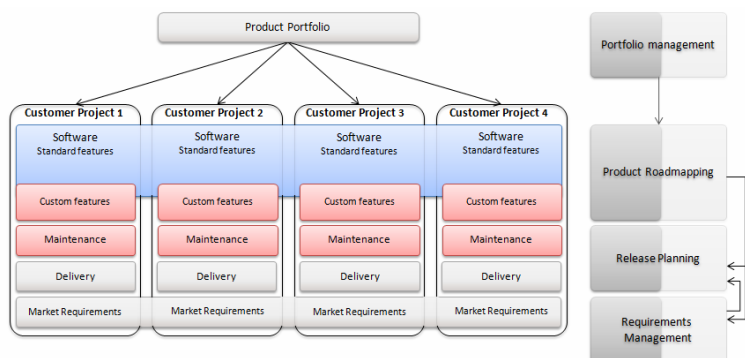 Product Portfolio
Portfolio management
Customer Project 1
Customer Project 2
Customer Project 3
Customer Project 4
Software
Standard features
Software
Standard features
Software
Standard features
Software
Standard features
Product Roadmapping
Custom features
Custom features
Custom features
Custom features
Maintenance
Maintenance
Maintenance
Maintenance
Release Planning
Delivery
Delivery
Delivery
Delivery
Market Requirements
Market Requirements
Market Requirements
Market Requirements
Requirements
Management